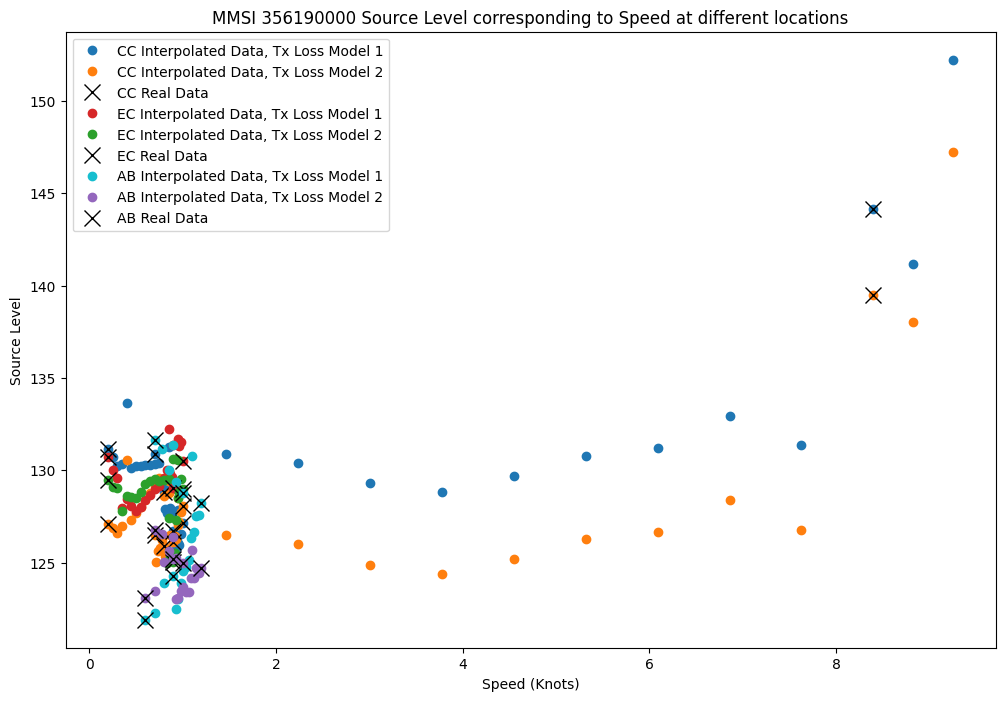 MMSI 356190000 Source Level corresponding to Speed at different locations
CC Interpolated Data, Tx Loss Model 1
CC Interpolated Data, Tx Loss Model 2
CC Real Data
EC Interpolated Data, Tx Loss Model 1
EC Interpolated Data, Tx Loss Model 2
EC Real Data
AB Interpolated Data, Tx Loss Model 1
AB Interpolated Data, Tx Loss Model 2
AB Real Data
Source Level
150
145
140
135
130
125
0
2
4
6
8
Speed (Knots)